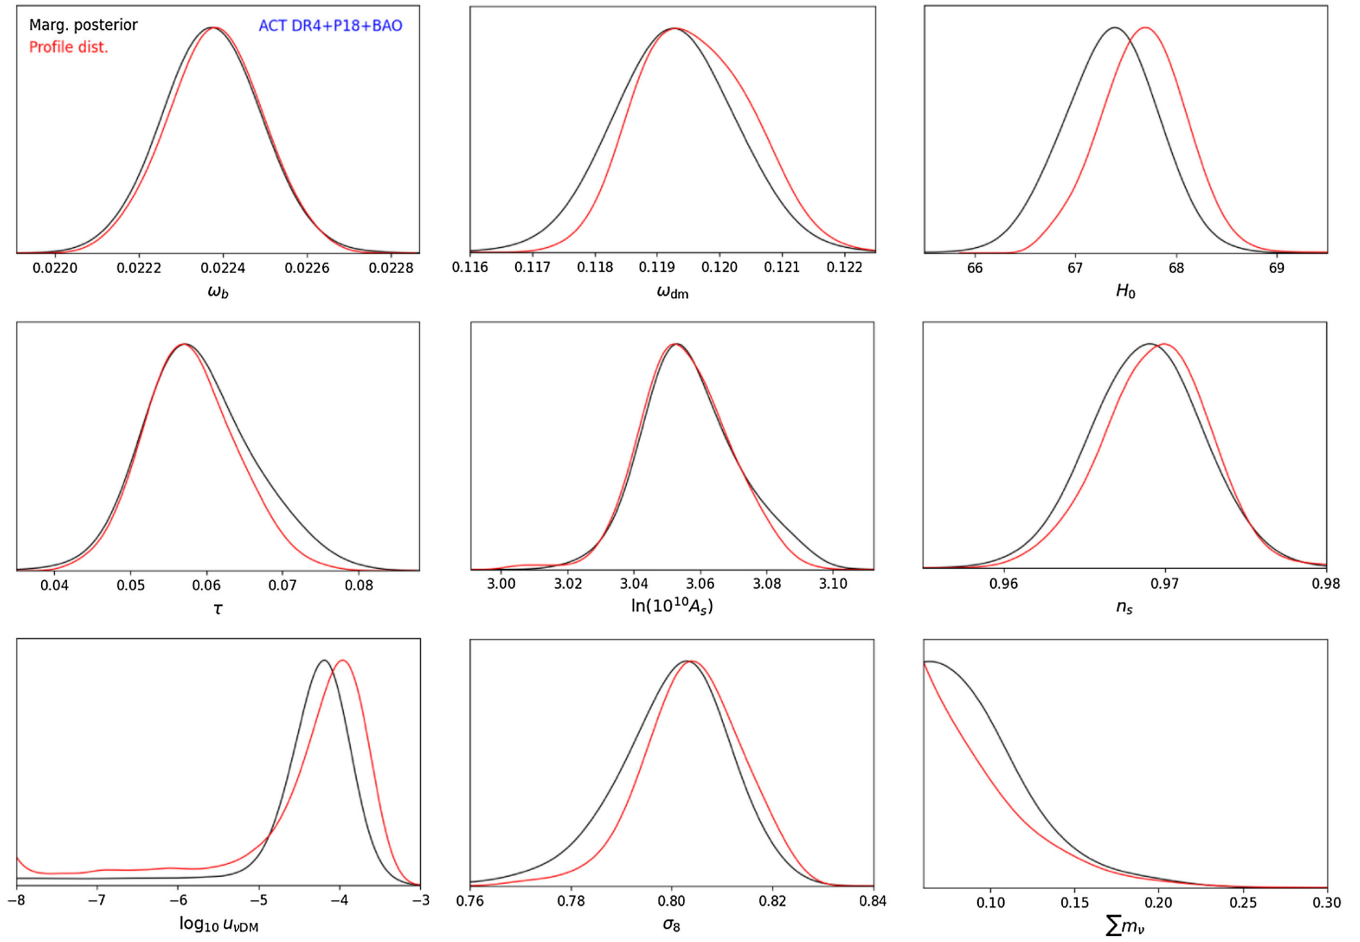 Marg. posterior ACT DR4+P18+BAO
Profile dist.
0.0220 0.0222 0.0224 0.0226 0.0228
0.116 0.117 0.118 0.119 0.120 0.121 0.122
66 67 68 69
ω_b
ω_dm
H_0
0.04 0.05 0.06 0.07 0.08
3.00 3.02 3.04 3.06 3.08 3.10
0.96 0.97 0.98
τ
ln(10^{10}A_s)
n_s
−8 −7 −6 −5 −4 −3
0.76 0.78 0.80 0.82 0.84
0.10 0.15 0.20 0.25 0.30
log_{10} u_{νDM}
σ_8
∑m_ν